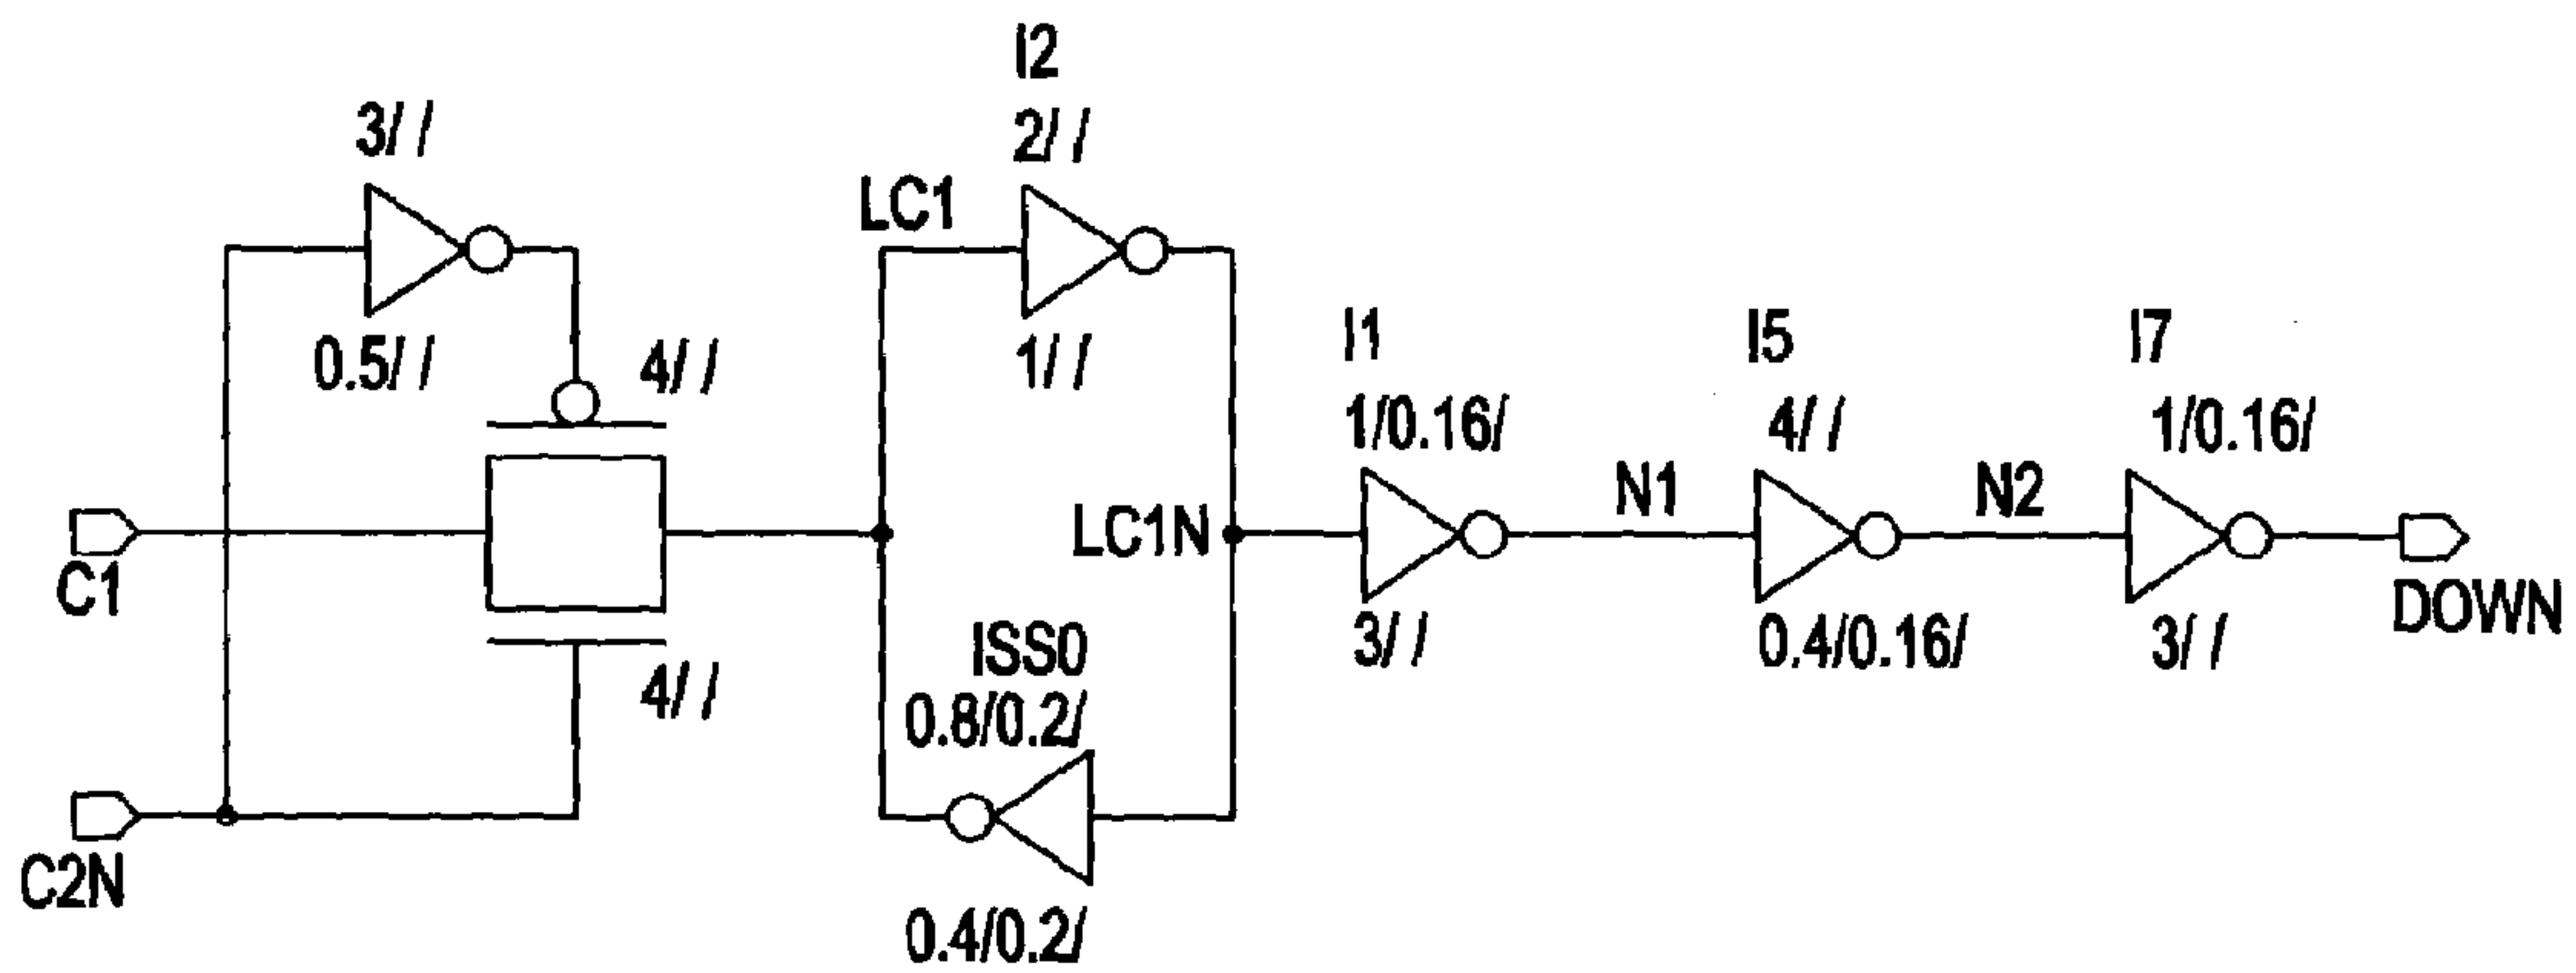 I2
2/ /
3/ /
LC1
0.5/ /
4/ /
1/ /
I1
1/0.16/
I5
4/ /
I7
1/0.16/
N1
N2
LC1N
C1
ISS0
0.8/0.2/
3/ /
0.4/0.16/
3/ /
DOWN
4/ /
C2N
0.4/0.2/